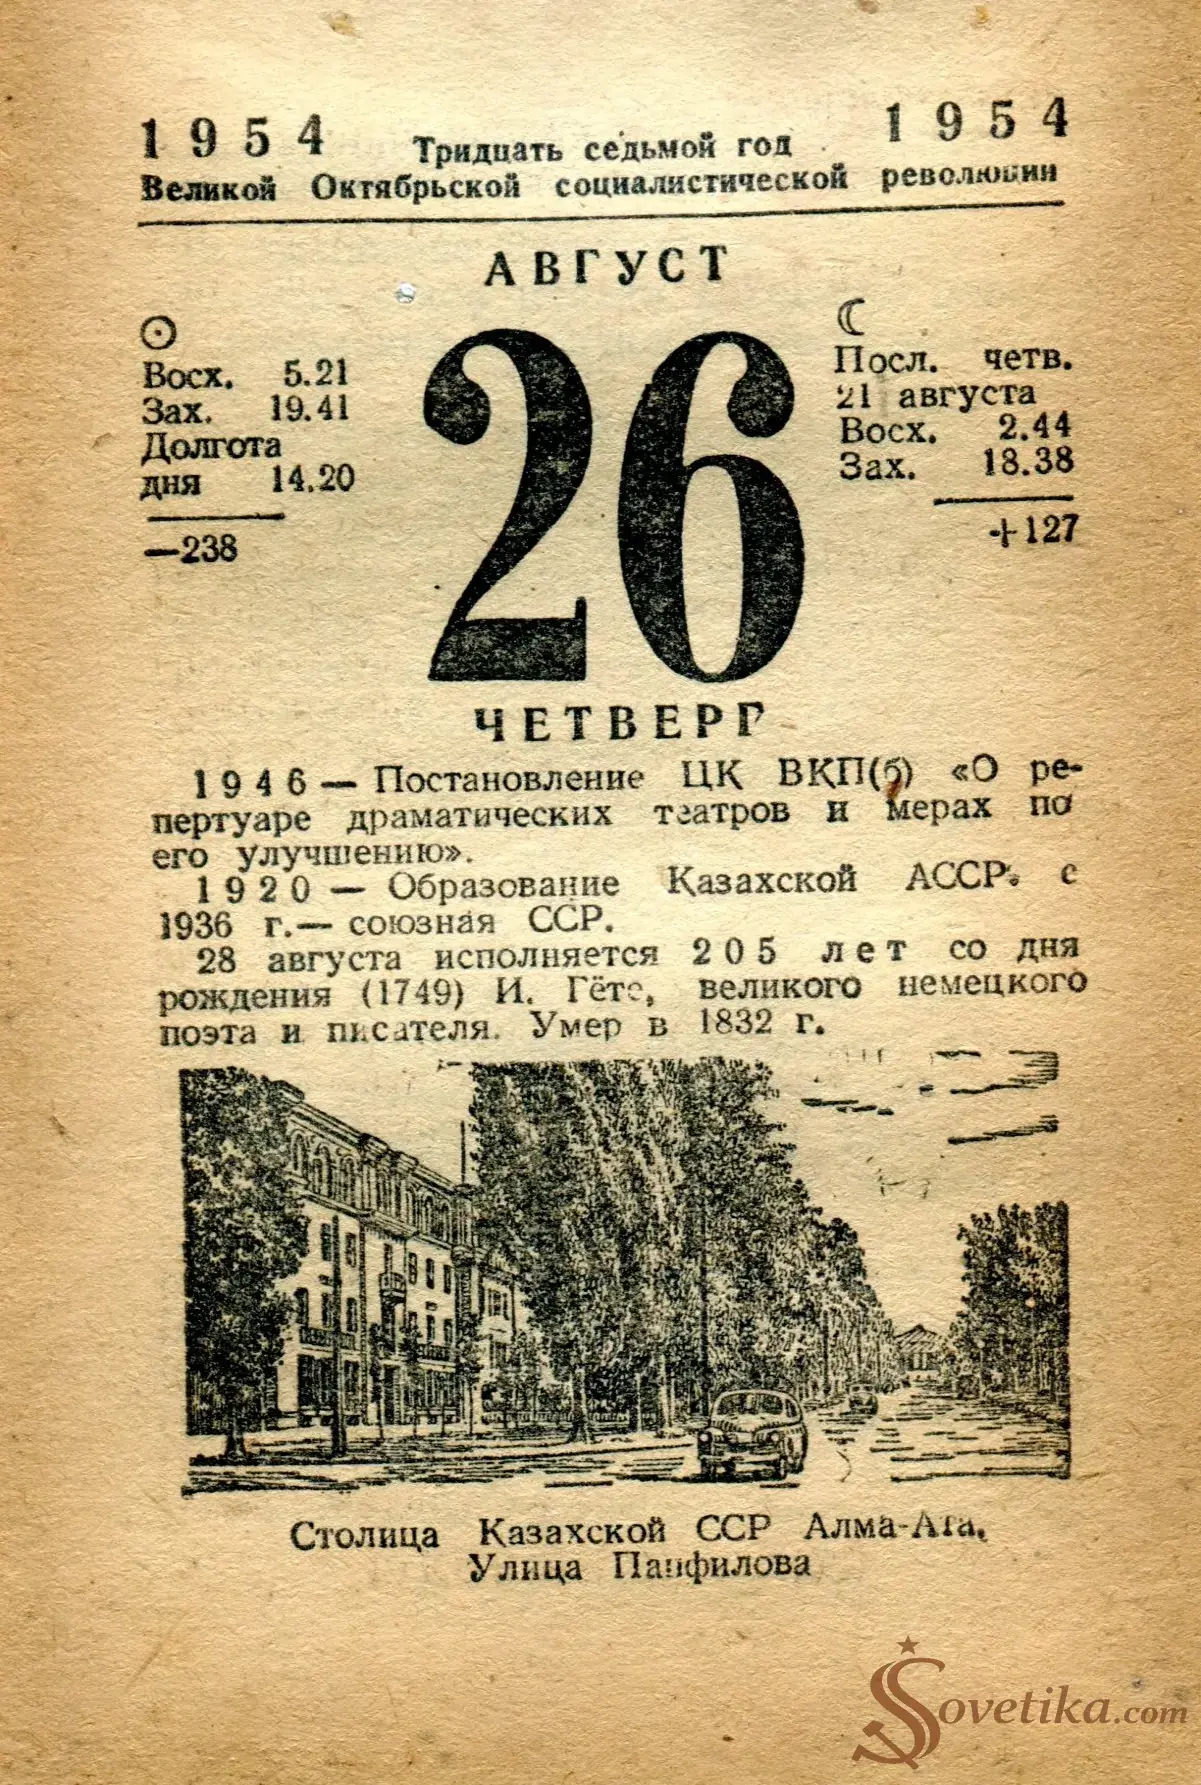 1954 Тридцать седьмой год 1954
Великой Октябрьской социалистической революции
АВГУСТ
Восх. 5.21
Зах. 19.41
Долгота
дня 14.20
—238
26
Посл. четв.
21 августа
Восх. 2.44
Зах. 18.38
+127
ЧЕТВЕРГ
1946 — Постановление ЦК ВКП(б) «О ре-
пертуаре драматических театров и мерах по
его улучшению».
1920 — Образование Казахской АССР, с
1936 г.— союзная ССР.
28 августа исполняется 205 лет со дня
рождения (1749) И. Гёте, великого немецкого
поэта и писателя. Умер в 1832 г.
Столица Казахской ССР Алма-Ата.
Улица Панфилова
Sovetika.com